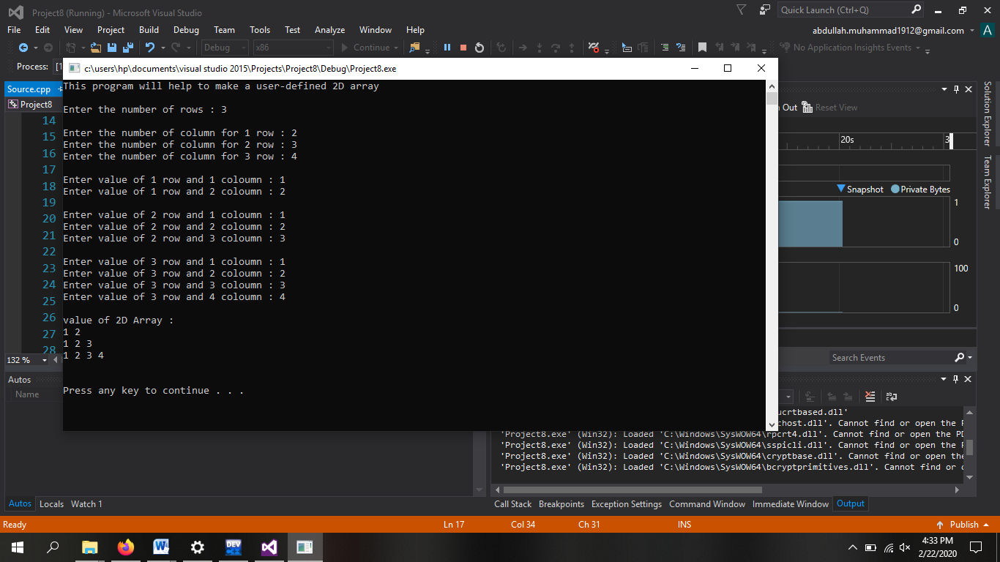 Project8 (Running) - Microsoft Visual Studio
Quick Launch (Ctrl+Q)
File Edit View Project Build Debug Team Tools Test Analyze Window Help
abdullah.muhammad1912@gmail.com
A
Debug x86 Continue No Application Insights Events
Process: [1
c:\users\hp\documents\visual studio 2015\Projects\Project8\Debug\Project8.exe
Source.cpp
Project8
14
15
16
17
18
19
20
21
22
23
24
25
26
27
28
132 %
This program will help to make a user-defined 2D array
Enter the number of rows : 3
Enter the number of column for 1 row : 2
Enter the number of column for 2 row : 3
Enter the number of column for 3 row : 4
Enter value of 1 row and 1 coloumn : 1
Enter value of 1 row and 2 coloumn : 2
Enter value of 2 row and 1 coloumn : 1
Enter value of 2 row and 2 coloumn : 2
Enter value of 2 row and 3 coloumn : 3
Enter value of 3 row and 1 coloumn : 1
Enter value of 3 row and 2 coloumn : 2
Enter value of 3 row and 3 coloumn : 3
Enter value of 3 row and 4 coloumn : 4
value of 2D Array :
1 2
1 2 3
1 2 3 4
Press any key to continue . . .
Out Reset View
20s 3
Snapshot Private Bytes
1
0
100
0
Search Events
Solution Explorer
Team Explorer
Autos
Name
Autos Locals Watch 1
ucrtbased.dll'
chost.dll'. Cannot find or open the P
'Project8.exe' (Win32): Loaded 'C:\Windows\SysWOW64\rpcrt4.dll'. Cannot find or open the PD
'Project8.exe' (Win32): Loaded 'C:\Windows\SysWOW64\sspicli.dll'. Cannot find or open the P
'Project8.exe' (Win32): Loaded 'C:\Windows\SysWOW64\cryptbase.dll'. Cannot find or open the
'Project8.exe' (Win32): Loaded 'C:\Windows\SysWOW64\bcryptprimitives.dll'. Cannot find or o
Call Stack Breakpoints Exception Settings Command Window Immediate Window Output
Ready Ln 17 Col 34 Ch 31 INS Publish
DEV
4:33 PM
2/22/2020